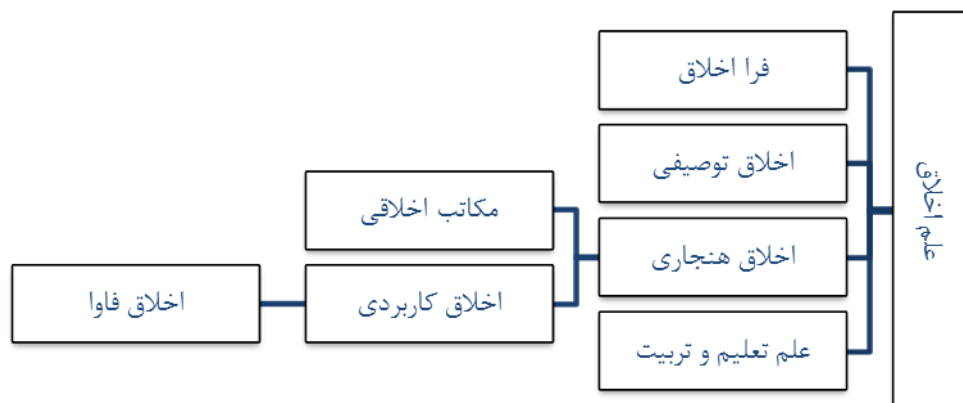 علم اخلاق
فرا اخلاق
اخلاق توصیفی
اخلاق هنجاری
علم تعلیم و تربیت
مکاتب اخلاقی
اخلاق کاربردی
اخلاق فاوا